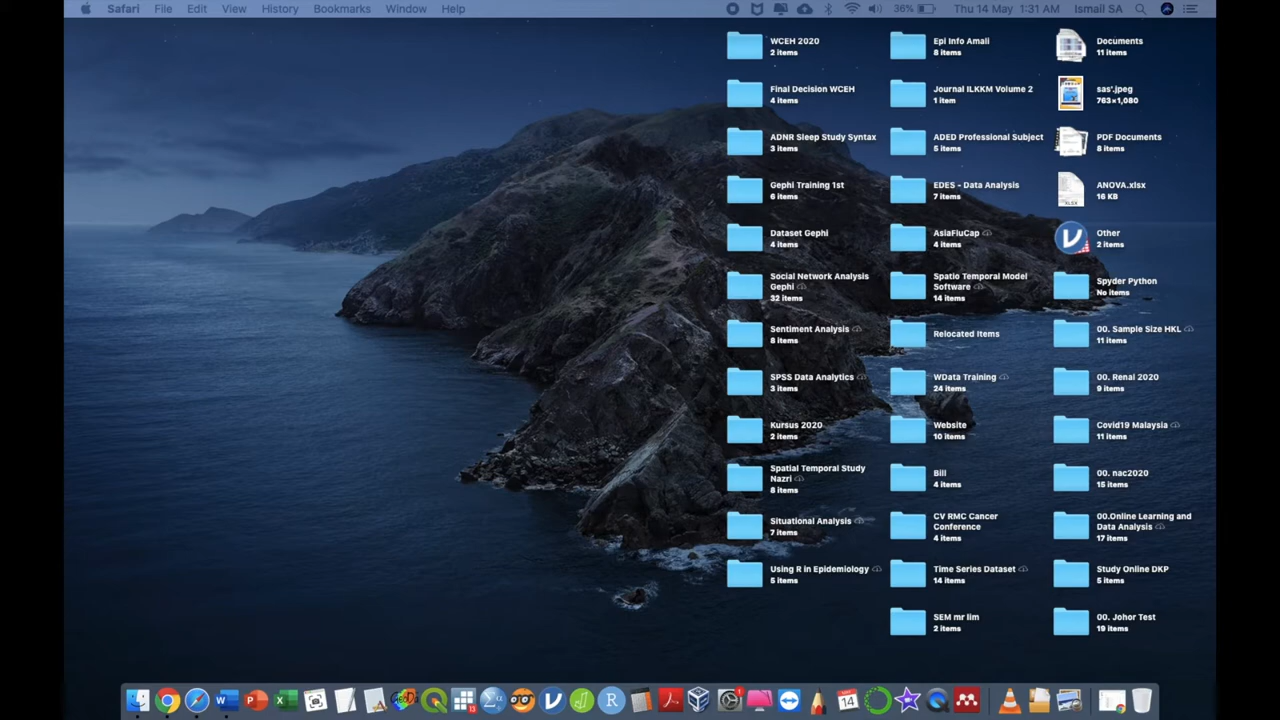 Safari File Edit View History Bookmarks Window Help 36% Thu 14 May 1:31 AM Ismail SA
WCEH 2020
2 items
Final Decision WCEH
4 items
ADNR Sleep Study Syntax
3 items
Gephi Training 1st
6 items
Dataset Gephi
4 items
Social Network Analysis
Gephi
32 items
Sentiment Analysis
8 items
SPSS Data Analytics
3 items
Kursus 2020
2 items
Spatial Temporal Study
Nazri
8 items
Situational Analysis
7 items
Using R in Epidemiology
5 items
Epi Info Amali
8 items
Journal ILKKM Volume 2
1 item
ADED Professional Subject
5 items
EDES - Data Analysis
7 items
AsiaFluCap
4 items
Spatio Temporal Model
Software
14 items
Relocated Items
WData Training
24 items
Website
10 items
Bill
4 items
CV RMC Cancer
Conference
4 items
Time Series Dataset
14 items
SEM mr lim
2 items
Documents
11 items
sas'.jpeg
763×1,080
PDF Documents
8 items
XLSX
ANOVA.xlsx
16 KB
Other
2 items
Spyder Python
No items
00. Sample Size HKL
11 items
00. Renal 2020
9 items
Covid19 Malaysia
11 items
00. nac2020
15 items
00.Online Learning and
Data Analysis
17 items
Study Online DKP
5 items
00. Johor Test
19 items